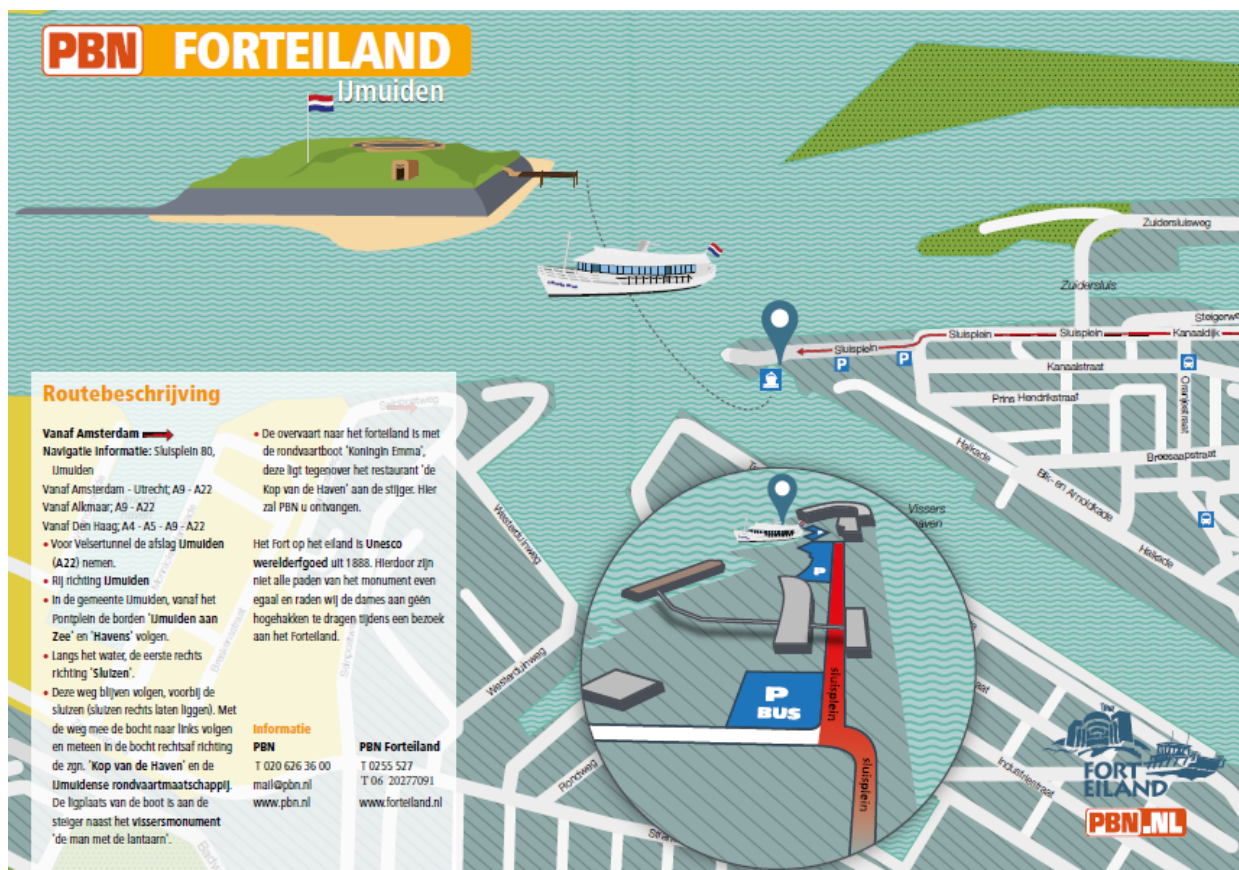 PBN FORTEILAND
IJmuiden
Zuidersluisweg
Zuidersluis
Steigerwe
Sluisplein
Sluisplein
Sluisplein
Kanaaldijk
P
P
Kanaalstraat
Prins Hendrikstraat
Oranjestraat
Breesaapstraat
Halkade
Blk- en Arnoldkade
Halkade
Routebeschrijving
Vanaf Amsterdam
Navigatie Informatie: Sluisplein 80,
IJmuiden
Vanaf Amsterdam - Utrecht; A9 - A22
Vanaf Alkmaar; A9 - A22
Vanaf Den Haag; A4 - A5 - A9 - A22
• Voor Velsertunnel de afslag IJmuiden
(A22) nemen.
• Rij richting IJmuiden
• In de gemeente IJmuiden, vanaf het
Pontplein de borden 'IJmuiden aan
Zee' en 'Havens' volgen.
• Langs het water, de eerste rechts
richting 'Sluizen'.
• Deze weg blijven volgen, voorbij de
sluizen (sluizen rechts laten liggen). Met
de weg mee de bocht naar links volgen
en meteen in de bocht rechtsaf richting
de zgn. 'Kop van de Haven' en de
IJmuidense rondvaartmaatschappij.
De ligplaats van de boot is aan de
steiger naast het vissersmonument
'de man met de lantaarn'.
• De overvaart naar het forteiland is met
de rondvaartboot 'Koningin Emma',
deze ligt tegenover het restaurant 'de
Kop van de Haven' aan de stijger. Hier
zal PBN u ontvangen.
Het Fort op het eiland is Unesco
werelderfgoed uit 1888. Hierdoor zijn
niet alle paden van het monument even
egaal en raden wij de dames aan géén
hogehakken te dragen tijdens een bezoek
aan het Forteiland.
Informatie
PBN
T 020 626 36 00
mail@pbn.nl
www.pbn.nl
PBN Forteiland
T 0255 527
T 06 20277091
www.forteiland.nl
Westerduinweg
Westerduinweg
Rondweg
Vissers
haven
P
P
BUS
sluisplein
sluisplein
Stra
aat
Industriestraat
Badw
FORT
EILAND
PBN.NL